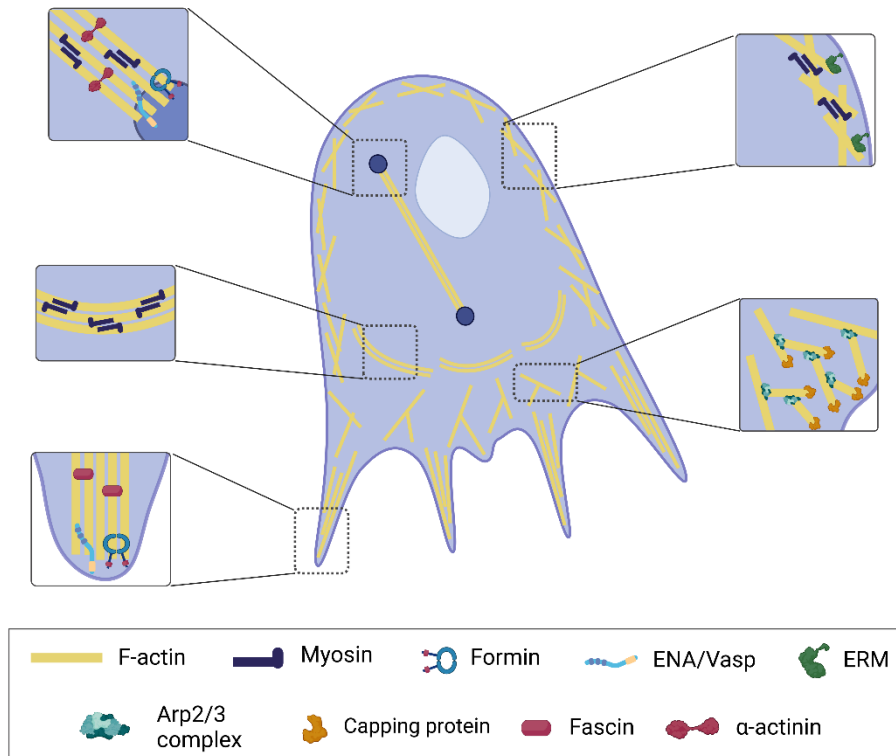 F-actin Myosin Formin ENA/Vasp ERM
Arp2/3 complex Capping protein Fascin α-actinin